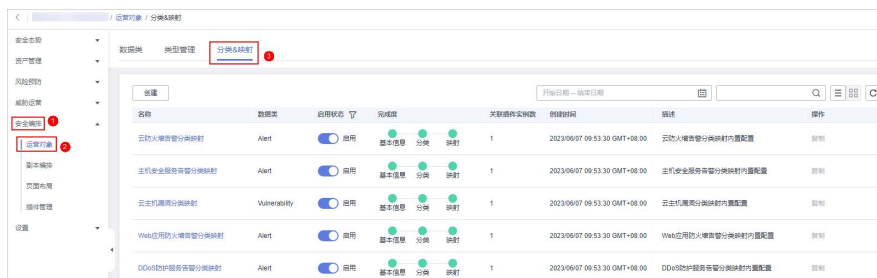 / 运营对象 / 分类&映射
安全态势
资产管理
风险预防
威胁运营
安全编排 1
运营对象 2
剧本编排
页面布局
插件管理
设置
数据类 类型管理 分类&映射 3
创建 开始日期 – 结束日期
名称 数据类 启用状态 完成度 关联插件实例数 创建时间 描述 操作
云防火墙告警分类映射 Alert 启用 基本信息 分类 映射 1 2023/06/07 09:53:30 GMT+08:00 云防火墙告警分类映射内置配置 复制
主机安全服务告警分类映射 Alert 启用 基本信息 分类 映射 1 2023/06/07 09:53:30 GMT+08:00 主机安全服务告警分类映射内置配置 复制
云主机漏洞分类映射 Vulnerability 启用 基本信息 分类 映射 1 2023/06/07 09:53:30 GMT+08:00 云主机漏洞分类映射内置配置 复制
Web应用防火墙告警分类映射 Alert 启用 基本信息 分类 映射 1 2023/06/07 09:53:30 GMT+08:00 Web应用防火墙告警分类映射内置配置 复制
DDoS防护服务告警分类映射 Alert 启用 基本信息 分类 映射 1 2023/06/07 09:53:30 GMT+08:00 DDoS防护服务告警分类映射内置配置 复制